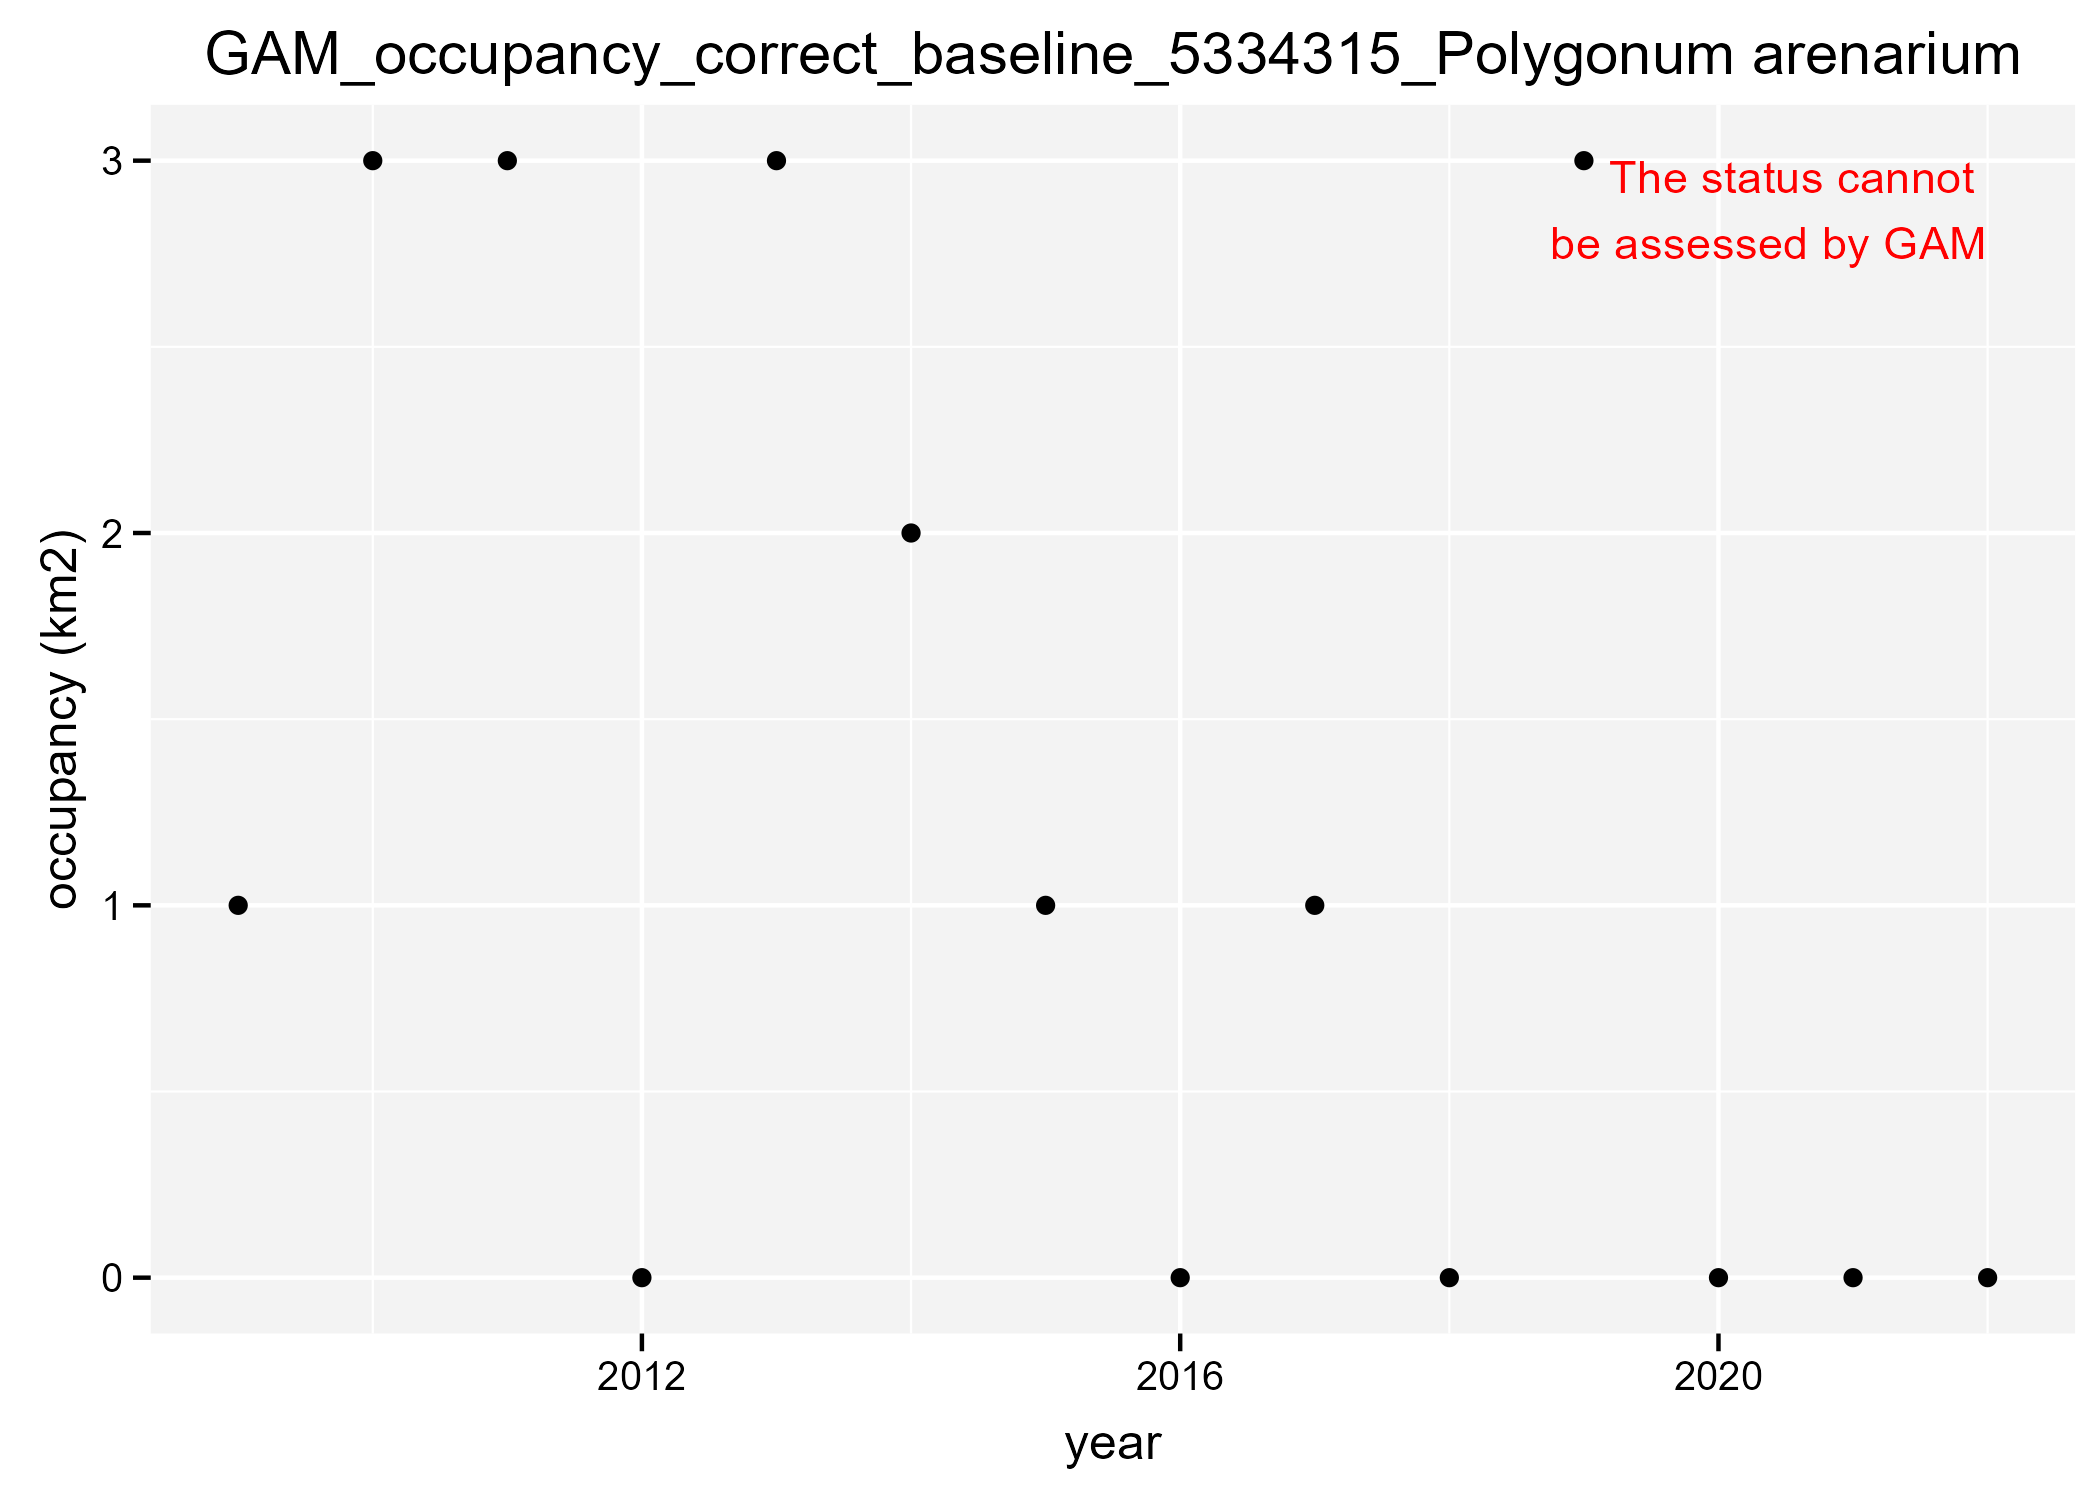 GAM_occupancy_correct_baseline_5334315_Polygonum arenarium
The status cannot
be assessed by GAM
3
2
1
0
occupancy (km2)
2012
2016
2020
year